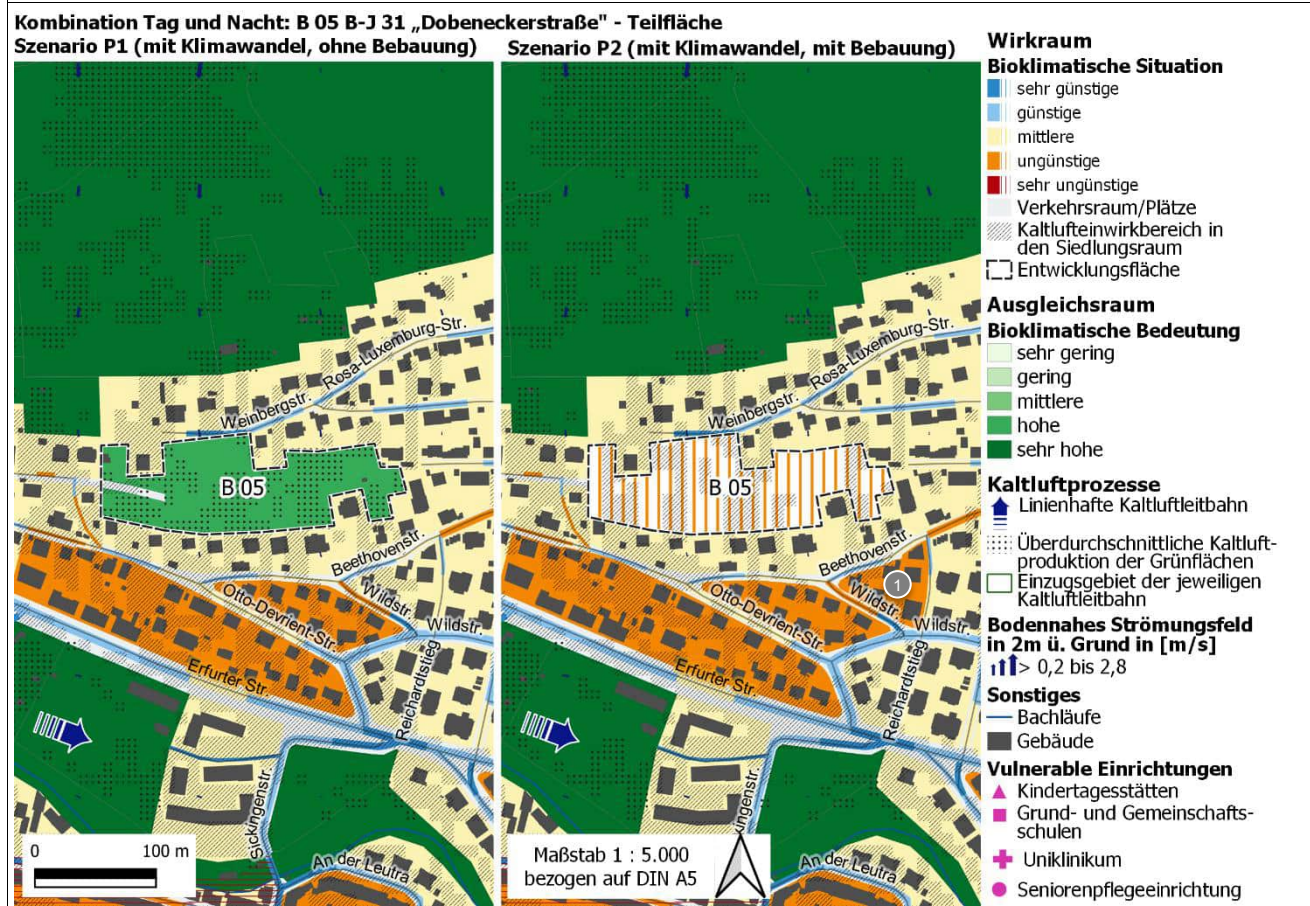 Kombination Tag und Nacht: B 05 B-J 31 „Dobeneckerstraße" - Teilfläche
Szenario P1 (mit Klimawandel, ohne Bebauung)
Szenario P2 (mit Klimawandel, mit Bebauung)
Rosa-Luxemburg-Str.
Weinbergstr.
B 05
Beethovenstr.
Otto-Devrient-Str.
Wildstr.
Wildstr.
Erfurter Str.
Reichardtstieg
Sickingenstr.
An der Leutra
0 100 m
Rosa-Luxemburg-Str.
Weinbergstr.
B 05
Beethovenstr.
1
Otto-Devrient-Str.
Wildstr.
Wildstr.
Erfurter Str.
Reichardtstieg
kingenstr.
An der Leutra
Maßstab 1 : 5.000
bezogen auf DIN A5
Wirkraum
Bioklimatische Situation
sehr günstige
günstige
mittlere
ungünstige
sehr ungünstige
Verkehrsraum/Plätze
Kaltlufteinwirkbereich in
den Siedlungsraum
Entwicklungsfläche
Ausgleichsraum
Bioklimatische Bedeutung
sehr gering
gering
mittlere
hohe
sehr hohe
Kaltluftprozesse
Linienhafte Kaltluftleitbahn
Überdurchschnittliche Kaltluft-
produktion der Grünflächen
Einzugsgebiet der jeweiligen
Kaltluftleitbahn
Bodennahes Strömungsfeld
in 2m ü. Grund in [m/s]
> 0,2 bis 2,8
Sonstiges
Bachläufe
Gebäude
Vulnerable Einrichtungen
Kindertagesstätten
Grund- und Gemeinschafts-
schulen
Uniklinikum
Seniorenpflegeeinrichtung